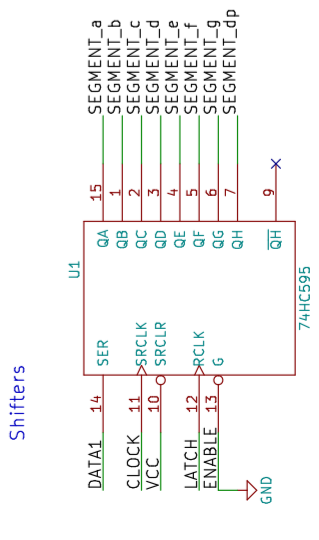 Shifters
U1
DATA1 14 SER QA 15 SEGMENT_a
QB 1 SEGMENT_b
CLOCK 11 SRCLK QC 2 SEGMENT_c
VCC 10 SRCLR QD 3 SEGMENT_d
QE 4 SEGMENT_e
LATCH 12 RCLK QF 5 SEGMENT_f
ENABLE 13 G QG 6 SEGMENT_g
QH 7 SEGMENT_dp
QH 9
GND
74HC595